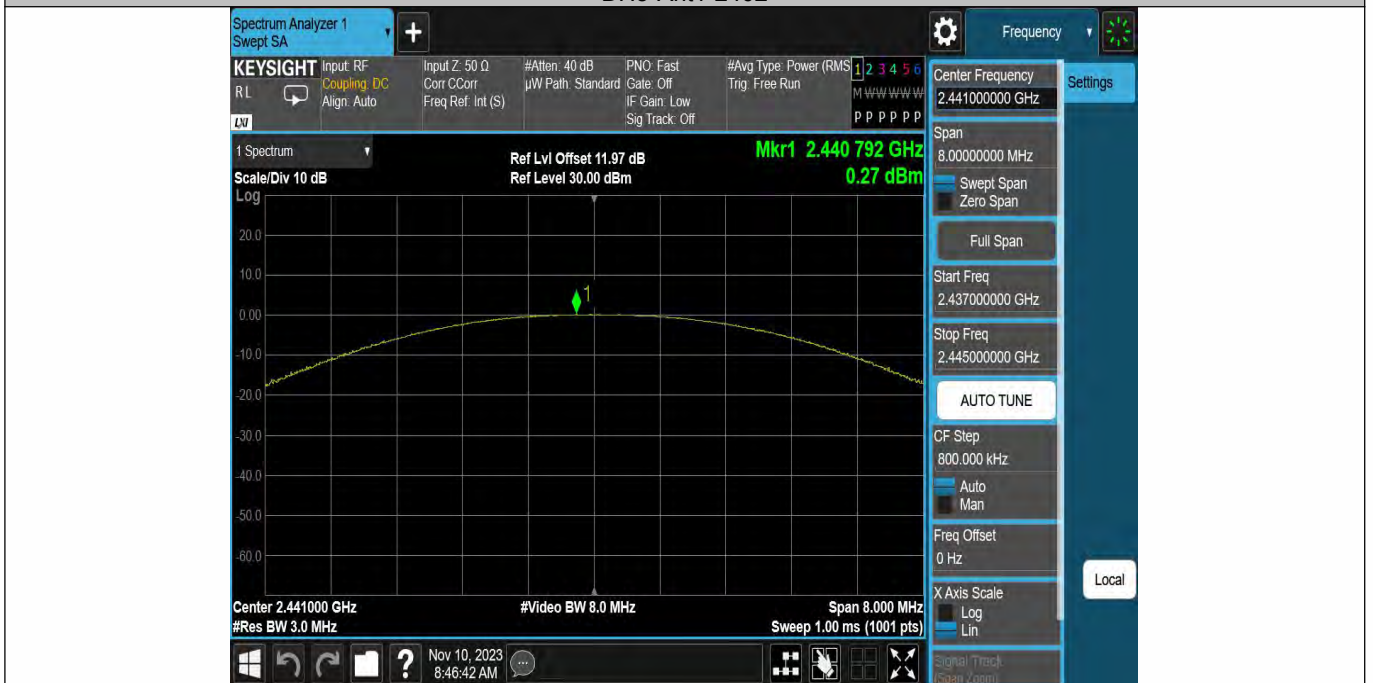 Spectrum Analyzer 1
Swept SA
+
Frequency
KEYSIGHT
RL
LXI
Input: RF
Coupling: DC
Align: Auto
Input Z: 50 Ω
Corr CCorr
Freq Ref: Int (S)
#Atten: 40 dB
µW Path: Standard
PNO: Fast
Gate: Off
IF Gain: Low
Sig Track: Off
#Avg Type: Power (RMS
Trig: Free Run
1 2 3 4 5 6
M W W W W W
P P P P P P
1 Spectrum
Scale/Div 10 dB
Log
Ref Lvl Offset 11.97 dB
Ref Level 30.00 dBm
Mkr1 2.440 792 GHz
0.27 dBm
20.0
10.0
0.00
-10.0
-20.0
-30.0
-40.0
-50.0
-60.0
1
Center 2.441000 GHz
#Res BW 3.0 MHz
#Video BW 8.0 MHz
Span 8.000 MHz
Sweep 1.00 ms (1001 pts)
?
Nov 10, 2023
8:46:42 AM
Center Frequency
2.441000000 GHz
Settings
Span
8.00000000 MHz
Swept Span
Zero Span
Full Span
Start Freq
2.437000000 GHz
Stop Freq
2.445000000 GHz
AUTO TUNE
CF Step
800.000 kHz
Auto
Man
Freq Offset
0 Hz
X Axis Scale
Log
Lin
Signal Track
(Span Zoom)
Local